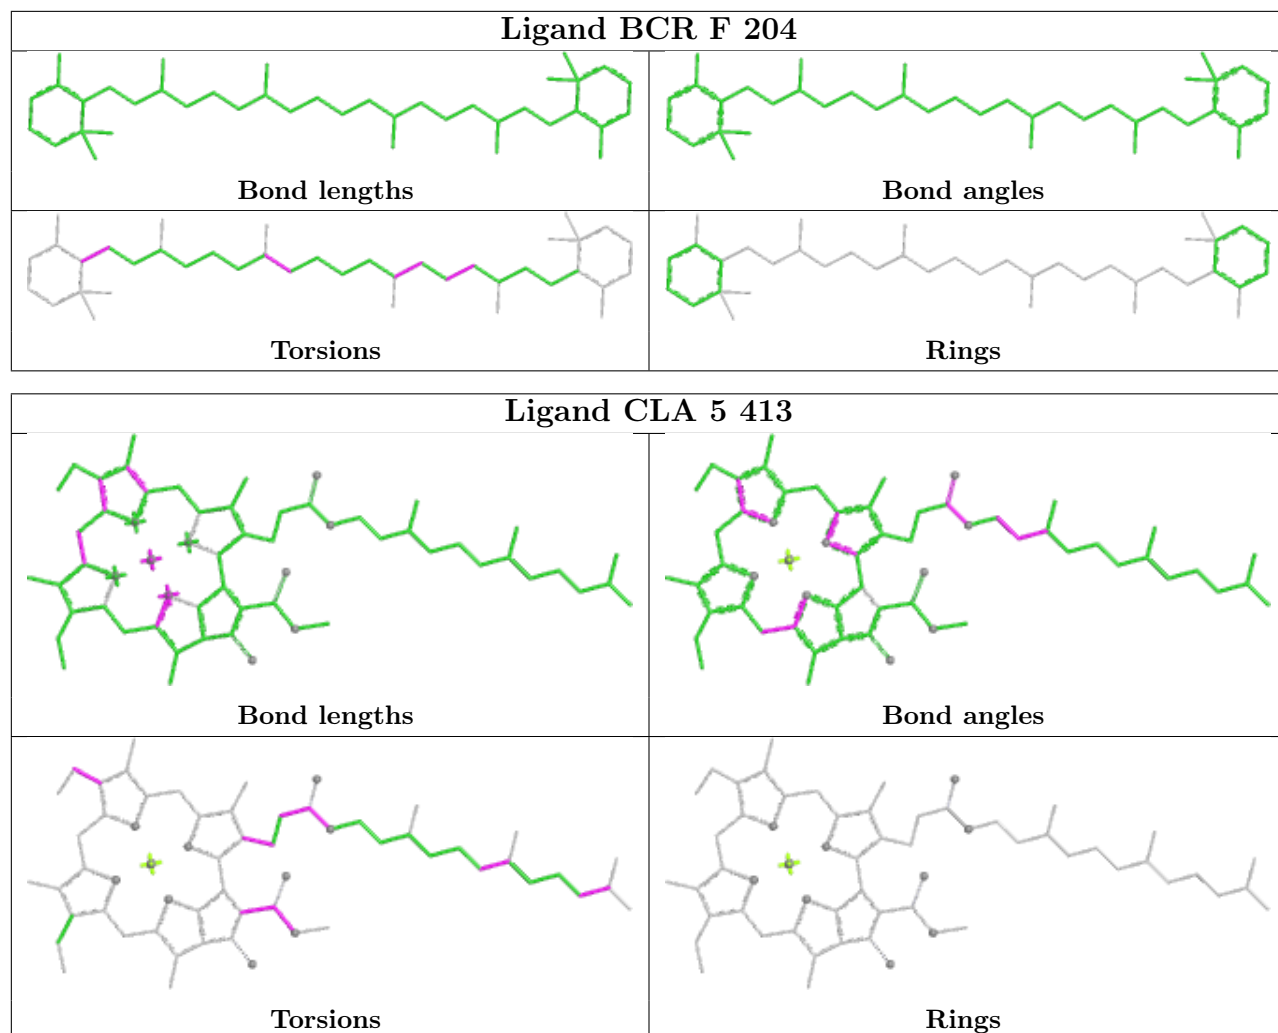 Ligand BCR F 204
Bond lengths
Bond angles
Torsions
Rings
Ligand CLA 5 413
Bond lengths
Bond angles
Torsions
Rings